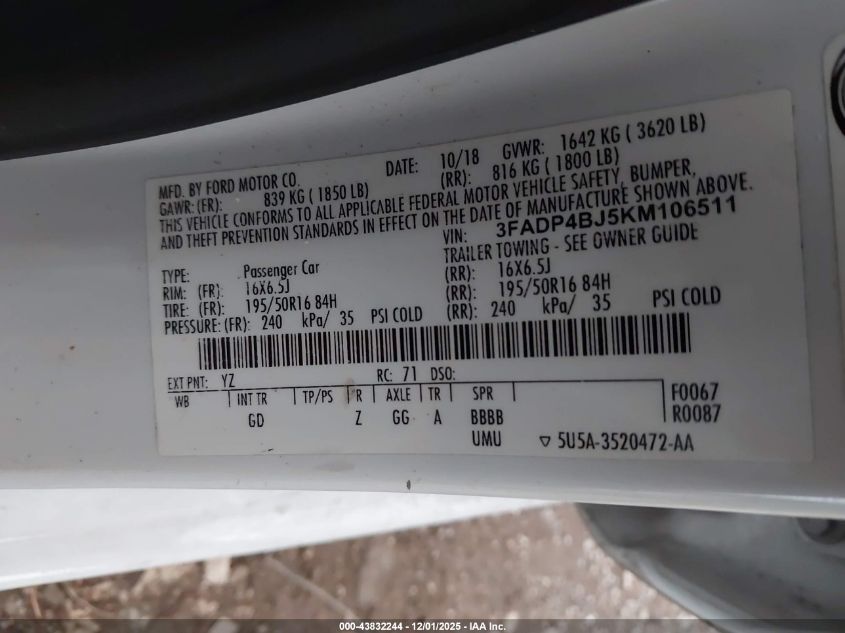 MFD. BY FORD MOTOR CO. DATE: 10/18 GVWR: 1642 KG ( 3620 LB)
GAWR: (FR): 839 KG ( 1850 LB) (RR): 816 KG ( 1800 LB)
THIS VEHICLE CONFORMS TO ALL APPLICABLE FEDERAL MOTOR VEHICLE SAFETY, BUMPER,
AND THEFT PREVENTION STANDARDS IN EFFECT ON THE DATE OF MANUFACTURE SHOWN ABOVE.
VIN: 3FADP4BJ5KM106511
TRAILER TOWING - SEE OWNER GUIDE
TYPE: Passenger Car
RIM: (FR): 16X6.5J (RR): 16X6.5J
TIRE: (FR): 195/50R16 84H (RR): 195/50R16 84H
PRESSURE: (FR): 240 kPa/ 35 PSI COLD (RR): 240 kPa/ 35 PSI COLD
EXT PNT: YZ RC: 71 DSO:
WB INT TR TP/PS R AXLE TR SPR F0067
GD Z GG A BBBB R0087
UMU ▽ 5U5A-3520472-AA
000-43832244 - 12/01/2025 - IAA Inc.